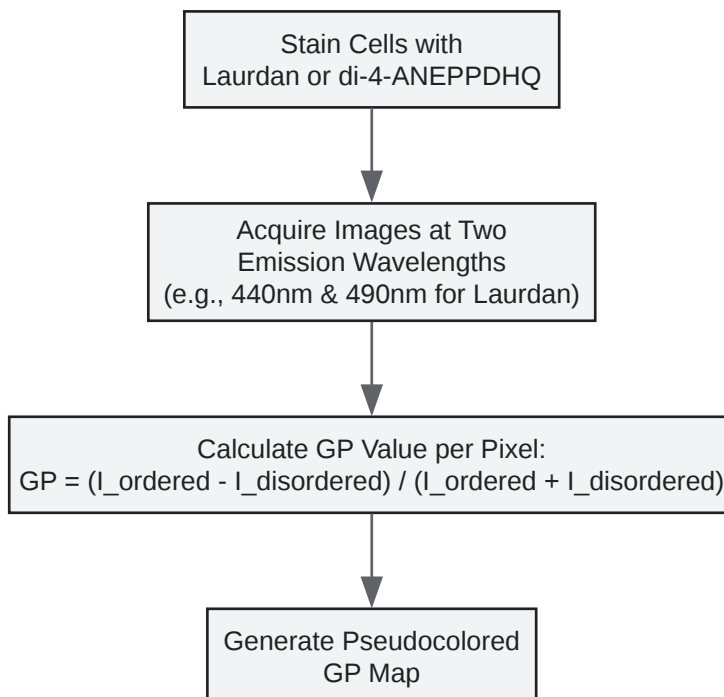 Stain Cells with
Laurdan or di-4-ANEPPDHQ
Acquire Images at Two
Emission Wavelengths
(e.g., 440nm & 490nm for Laurdan)
Calculate GP Value per Pixel:
GP = (I_ordered - I_disordered) / (I_ordered + I_disordered)
Generate Pseudocolored
GP Map